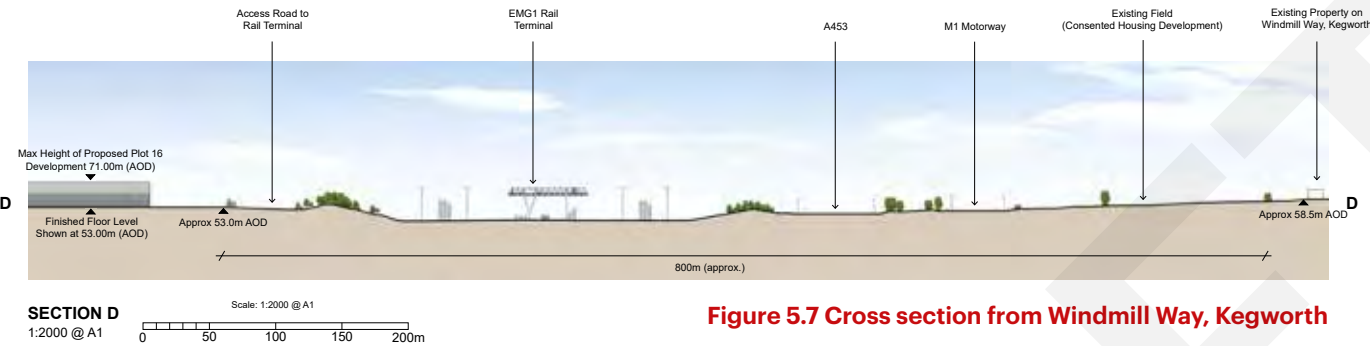 Access Road to
Rail Terminal
EMG1 Rail
Terminal
A453
M1 Motorway
Existing Field
(Consented Housing Development)
Existing Property on
Windmill Way, Kegworth
Max Height of Proposed Plot 16
Development 71.00m (AOD)
D
D
Finished Floor Level
Shown at 53.00m (AOD)
Approx 53.0m AOD
Approx 58.5m AOD
800m (approx.)
SECTION D
1:2000 @ A1
Scale: 1:2000 @ A1
0 50 100 150 200m
Figure 5.7 Cross section from Windmill Way, Kegworth